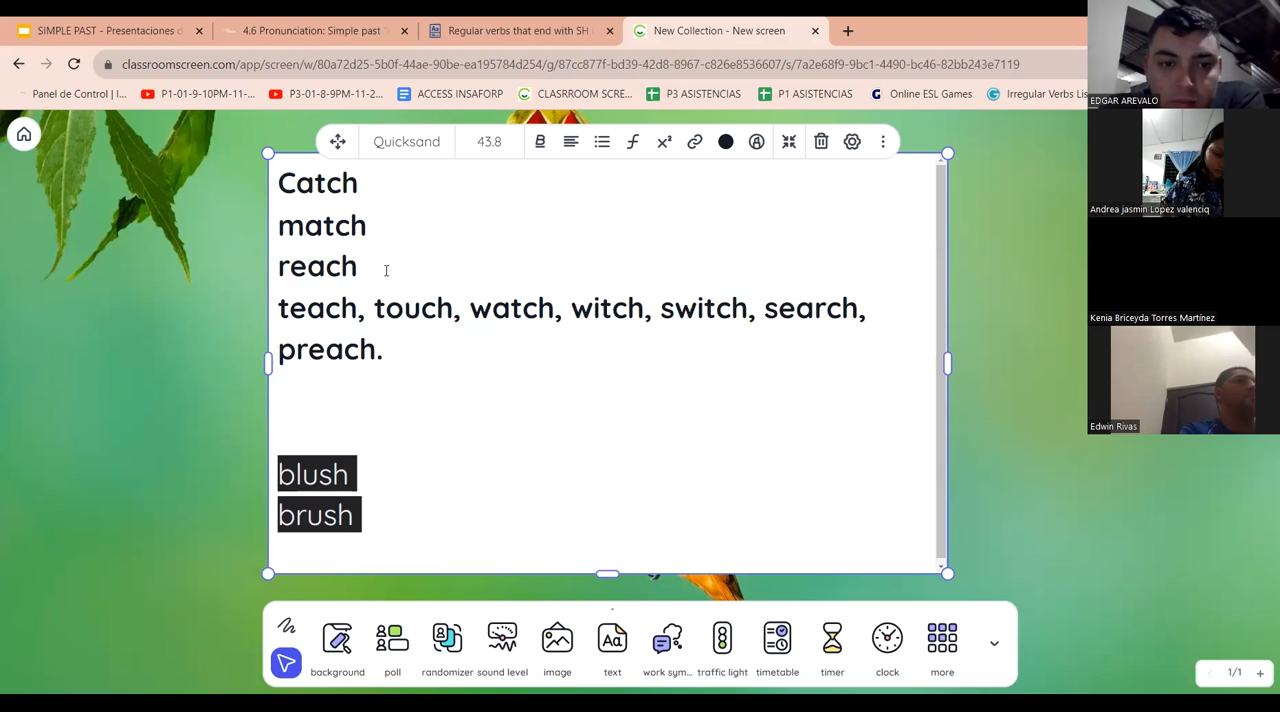 SIMPLE PAST - Presentaciones d
4.6 Pronunciation: Simple past
Regular verbs that end with SH
New Collection - New screen
classroomscreen.com/app/screen/w/80a72d25-5b0f-44ae-90be-ea195784d254/g/87cc877f-bd39-42d8-8967-c826e8536607/s/7a2e68f9-9bc1-4490-bc46-82bb243e7119
Panel de Control | I...
P1-01-9-10PM-11-...
P3-01-8-9PM-11-2...
ACCESS INSAFORP
CLASRROOM SCRE...
P3 ASISTENCIAS
P1 ASISTENCIAS
Online ESL Games
Irregular Verbs Lis
Quicksand
43.8
Catch
match
reach
teach, touch, watch, witch, switch, search,
preach.
blush
brush
background
poll
randomizer
sound level
image
text
work sym...
traffic light
timetable
timer
clock
more
1/1
EDGAR AREVALO
Andrea jasmin Lopez valenciq
Kenia Briceyda Torres Martínez
Edwin Rivas